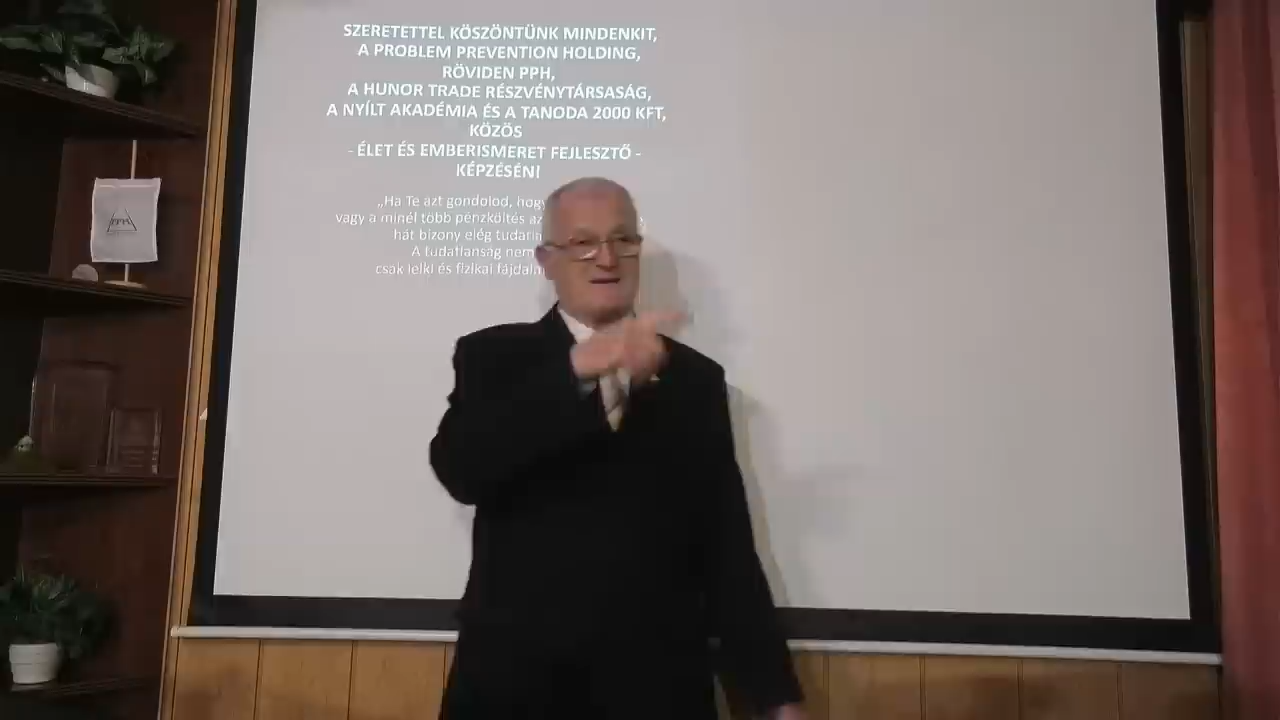 SZERETETTEL KÖSZÖNTÜNK MINDENKIT,
A PROBLEM PREVENTION HOLDING,
RÖVIDEN PPH,
A HUNOR TRADE RÉSZVÉNYTÁRSASÁG,
A NYÍLT AKADÉMIA ÉS A TANODA 2000 KFT,
KÖZÖS
- ÉLET ÉS EMBERISMERET FEJLESZTŐ -
KÉPZÉSÉN!
„Ha Te azt gondolod, hogy
vagy a minél több pénzköltés az
hát bizony elég
A tudatlanság nem
csak lelki és fizikai